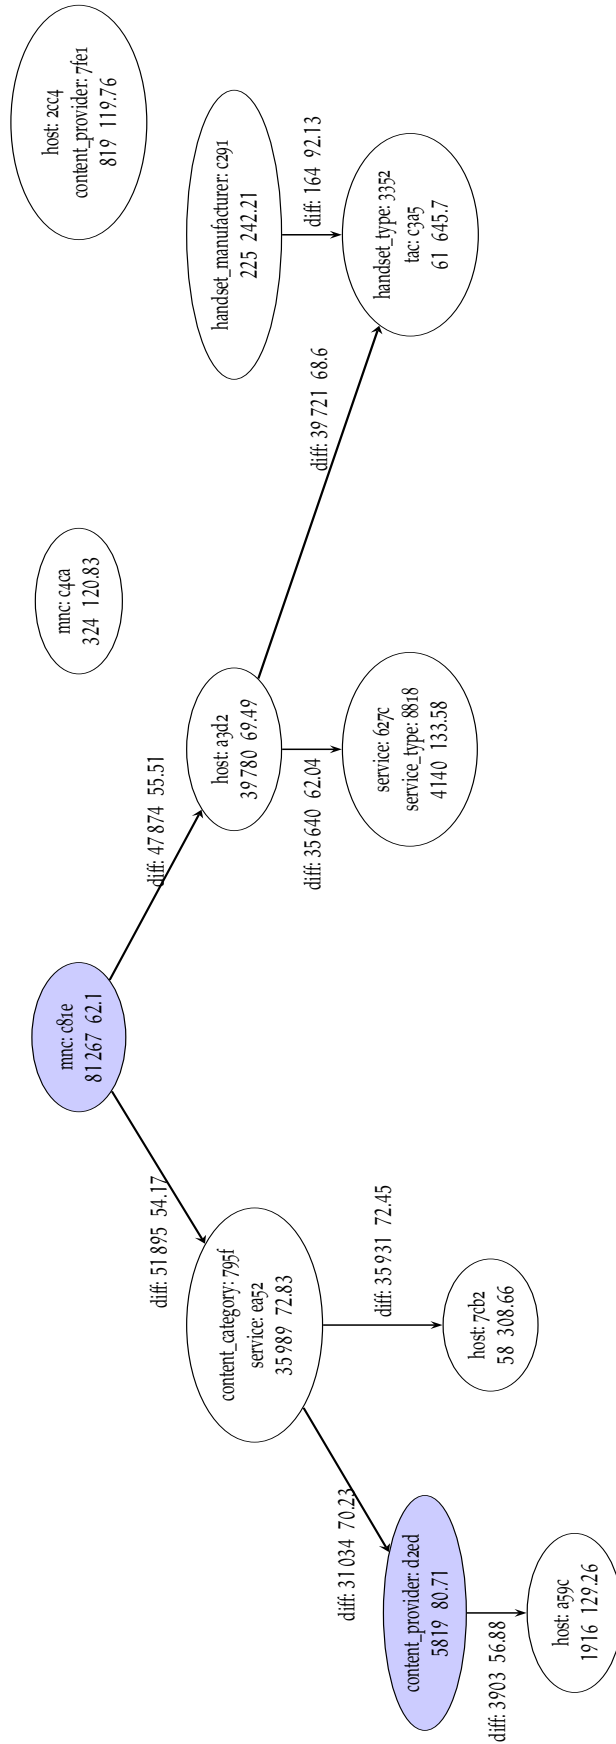 mnc: c81e
81 267 62.1
mnc: c4ca
324 120.83
host: 2cc4
content_provider: 7fe1
819 119.76
diff: 51 895 54.17
diff: 47 874 55.51
content_category: 795f
service: ea52
35 989 72.83
host: a3d2
39 780 69.49
handset_manufacturer: c291
225 242.21
diff: 31 034 70.23
diff: 35 931 72.45
diff: 35 640 62.04
diff: 39 721 68.6
diff: 164 92.13
content_provider: d2ed
5819 80.71
host: 7cb2
58 308.66
service: 627c
service_type: 8818
4140 133.58
handset_type: 3352
tac: c3a5
61 645.7
diff: 3903 56.88
host: a59c
1916 129.26